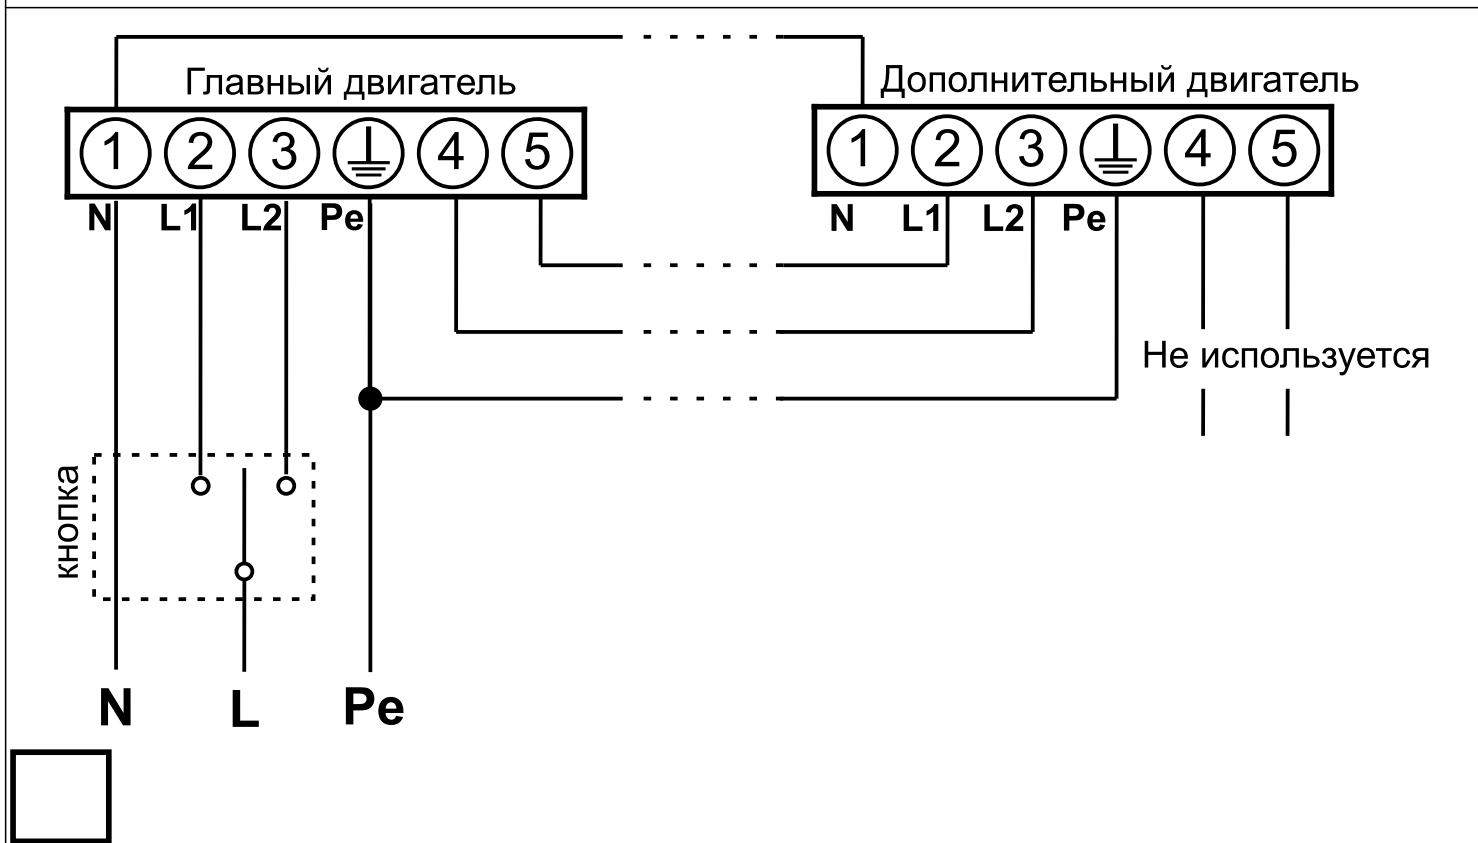 Главный двигатель
Дополнительный двигатель
1 2 3 4 5
1 2 3 4 5
N L1 L2 Pe
N L1 L2 Pe
Не используется
кнопка
N L Pe